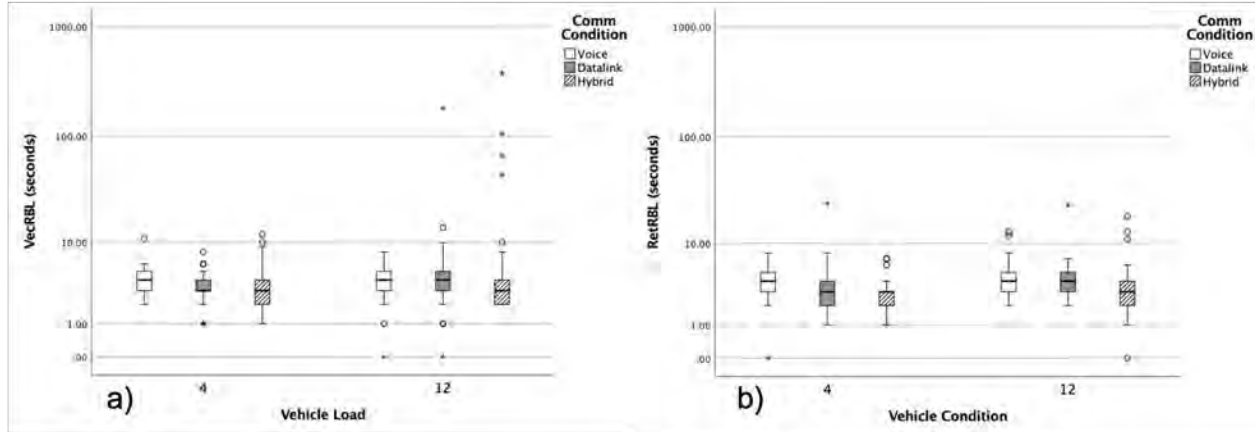 1000.00
100.00
10.00
1.00
.00
VecRBL (seconds)
4
12
Vehicle Load
a)
Comm
Condition
Voice
Datalink
Hybrid
1000.00
100.00
10.00
1.00
.00
RetRBL (seconds)
4
12
Vehicle Condition
b)
Comm
Condition
Voice
Datalink
Hybrid